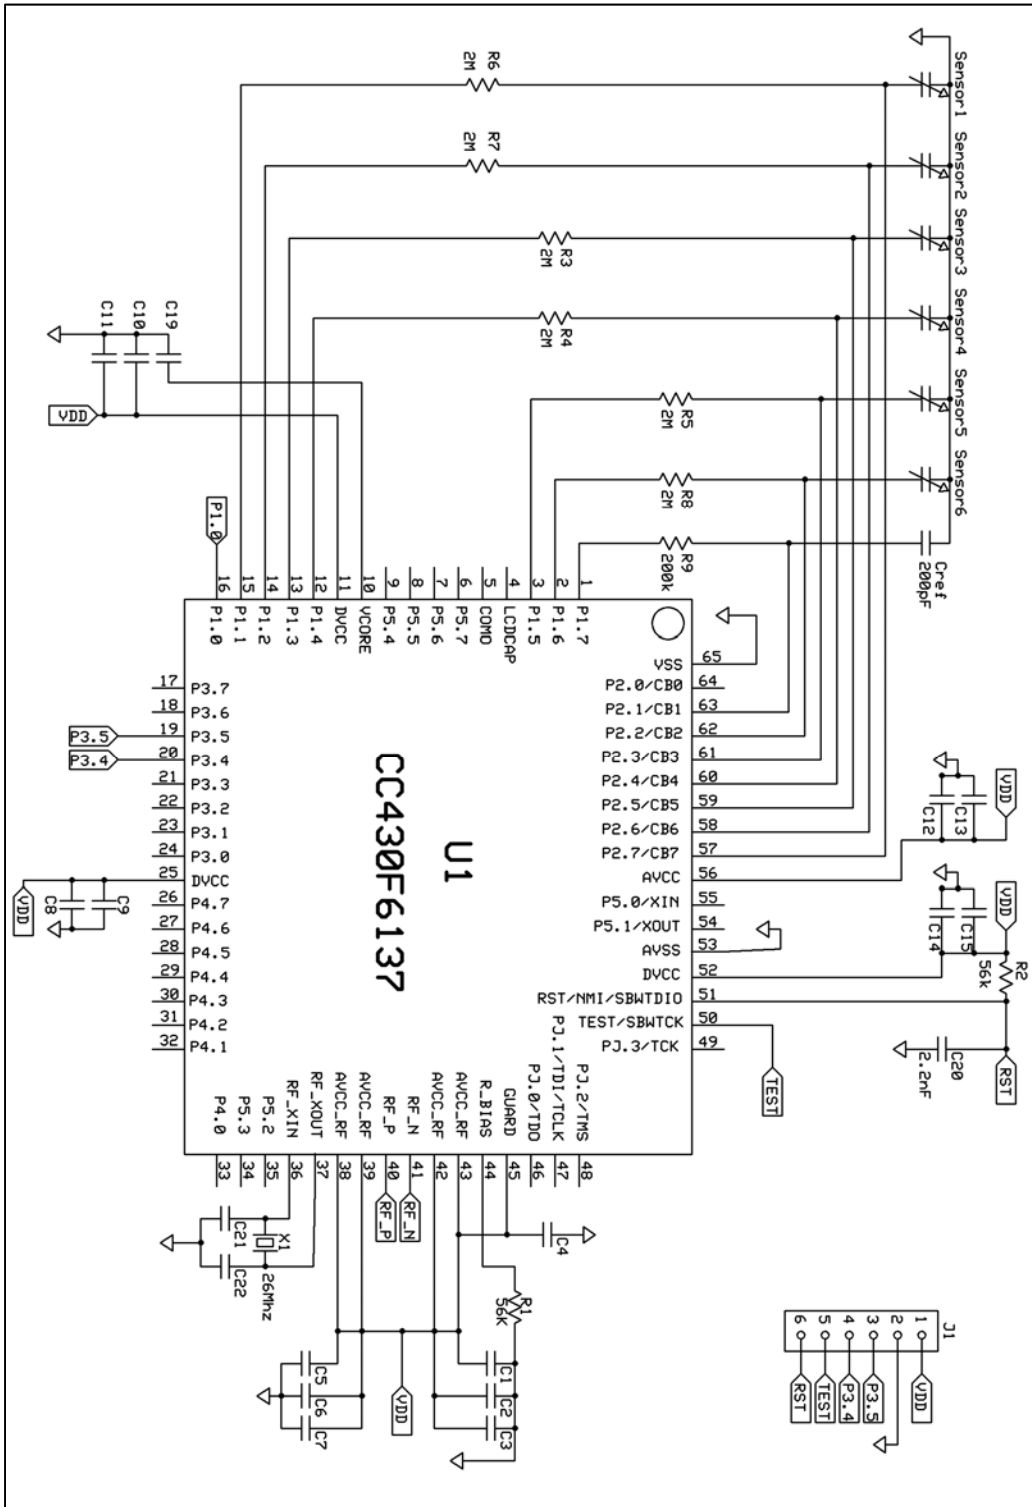 Sensor1
Sensor2
Sensor3
Sensor4
Sensor5
Sensor6
Cref
200pF
R6
2M
R7
2M
R3
2M
R4
2M
R5
2M
R8
2M
R9
200k
C11
C10
C19
VDD
P1.0
16
15
14
13
12
11
10
9
8
7
6
5
4
3
2
1
P1.0
P1.1
P1.2
P1.3
P1.4
DVCC
VCORE
P5.4
P5.5
P5.6
P5.7
COM0
LCDCAP
P1.5
P1.6
P1.7
VSS 65
P2.0/CB0 64
P2.1/CB1 63
P2.2/CB2 62
P2.3/CB3 61
P2.4/CB4 60
P2.5/CB5 59
P2.6/CB6 58
P2.7/CB7 57
AVCC 56
P5.0/XIN 55
P5.1/XOUT 54
AVSS 53
DVCC 52
RST/NMI/SBWTDIO 51
TEST/SBWTCK 50
PJ.3/TCK 49
17 P3.7
18 P3.6
P3.5 19 P3.5
P3.4 20 P3.4
21 P3.3
22 P3.2
23 P3.1
24 P3.0
25 DVCC
26 P4.7
27 P4.6
28 P4.5
29 P4.4
30 P4.3
31 P4.2
32 P4.1
VDD
C8
C9
U1
CC430F6137
C12
C13
VDD
C14
C15
VDD
R2
56k
C20
2.2nF
RST
TEST
P4.0
P5.3
P5.2
RF_XIN
RF_XOUT
AVCC_RF
AVCC_RF
RF_P
RF_N
AVCC_RF
AVCC_RF
R_BIAS
GUARD
PJ.0/TDO
PJ.1/TDI/TCLK
PJ.2/TMS
33
34
35
36
37
38
39
40
41
42
43
44
45
46
47
48
RF_P
RF_N
C21
X1
C22
26Mhz
C4
R1
56K
C5
C6
C7
VDD
C1
C2
C3
J1
6
5
4
3
2
1
RST
TEST
P3.4
P3.5
VDD